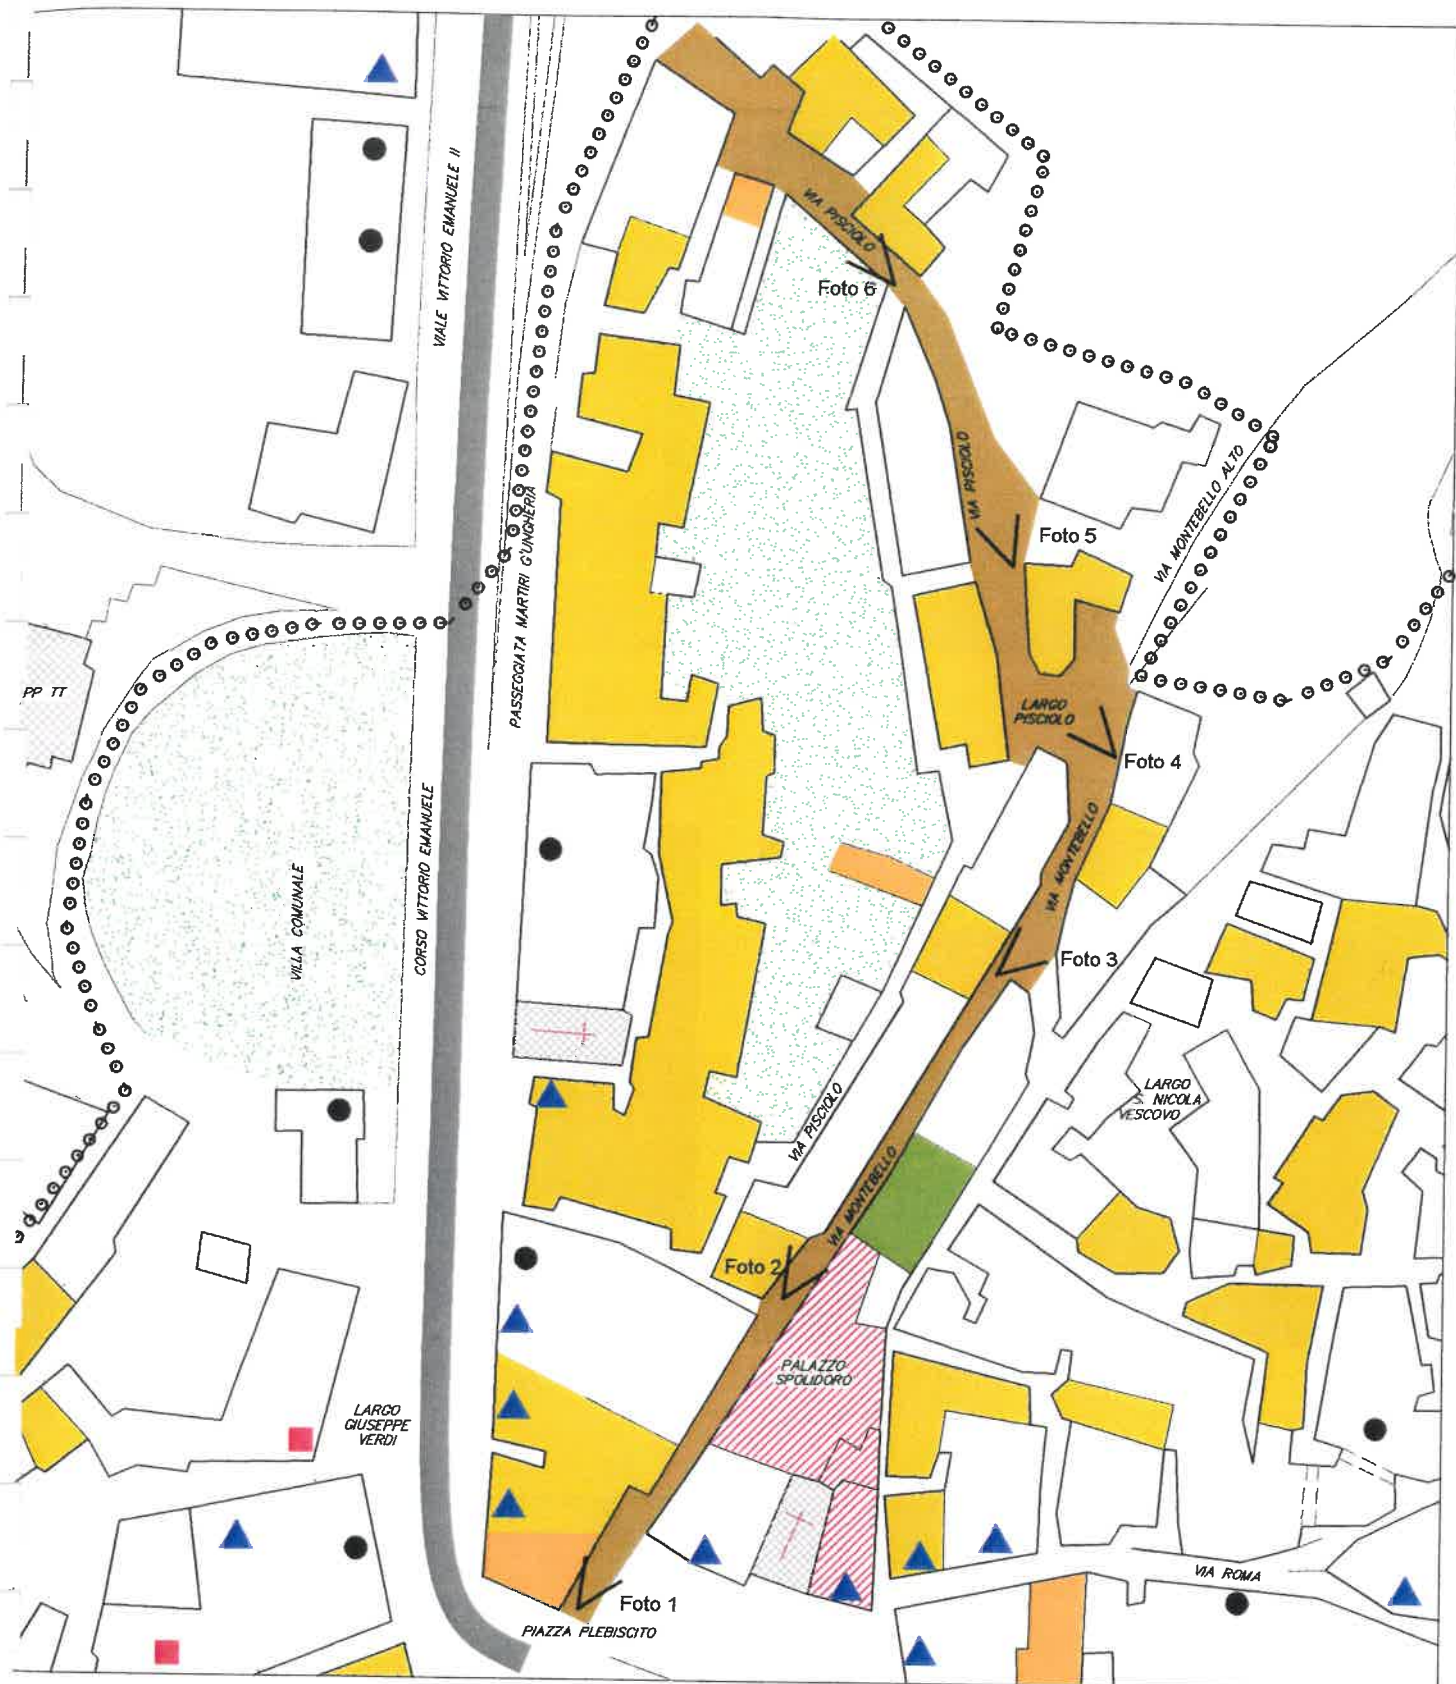 VIALE VITTORIO EMANUELE II
VIA PISCIOLO
Foto 6
VIA PISCIOLO
Foto 5
VIA MONTEBELLO ALTO
PASSEGGIATA MARTIRI G'UNGHERIA
PP TT
LARGO
PISCIOLO
Foto 4
VIA MONTEBELLO
VILLA COMUNALE
CORSO VITTORIO EMANUELE
Foto 3
LARGO
S. NICOLA
VESCOVO
VIA PISCIOLO
VIA MONTEBELLO
Foto 2
PALAZZO
SPOLIDORO
LARGO
GIUSEPPE
VERDI
VIA ROMA
Foto 1
PIAZZA PLEBISCITO